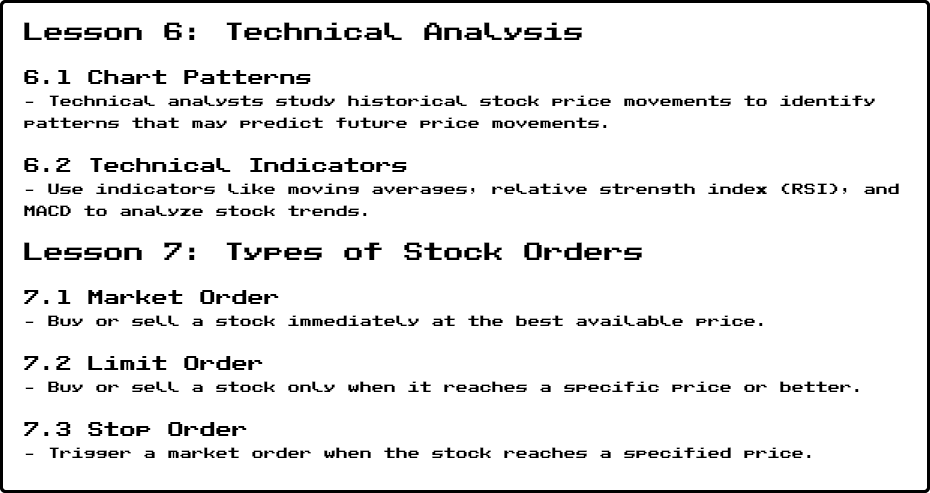 Lesson 6: Technical Analysis
6.1 Chart Patterns
- Technical analysts study historical stock price movements to identify
patterns that may predict future price movements.
6.2 Technical Indicators
- Use indicators like moving averages, relative strength index (RSI), and
MACD to analyze stock trends.
Lesson 7: Types of Stock Orders
7.1 Market Order
- Buy or sell a stock immediately at the best available price.
7.2 Limit Order
- Buy or sell a stock only when it reaches a specific price or better.
7.3 Stop Order
- Trigger a market order when the stock reaches a specified price.